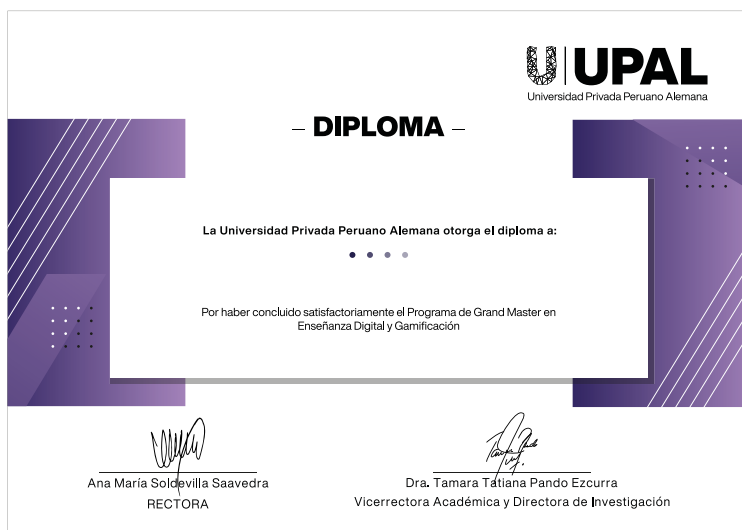 UPAL
Universidad Privada Peruano Alemana
– DIPLOMA –
La Universidad Privada Peruano Alemana otorga el diploma a:
Por haber concluido satisfactoriamente el Programa de Grand Master en
Enseñanza Digital y Gamificación
Ana María Soldevilla Saavedra
RECTORA
Dra. Tamara Tatiana Pando Ezcurra
Vicerrectora Académica y Directora de Investigación